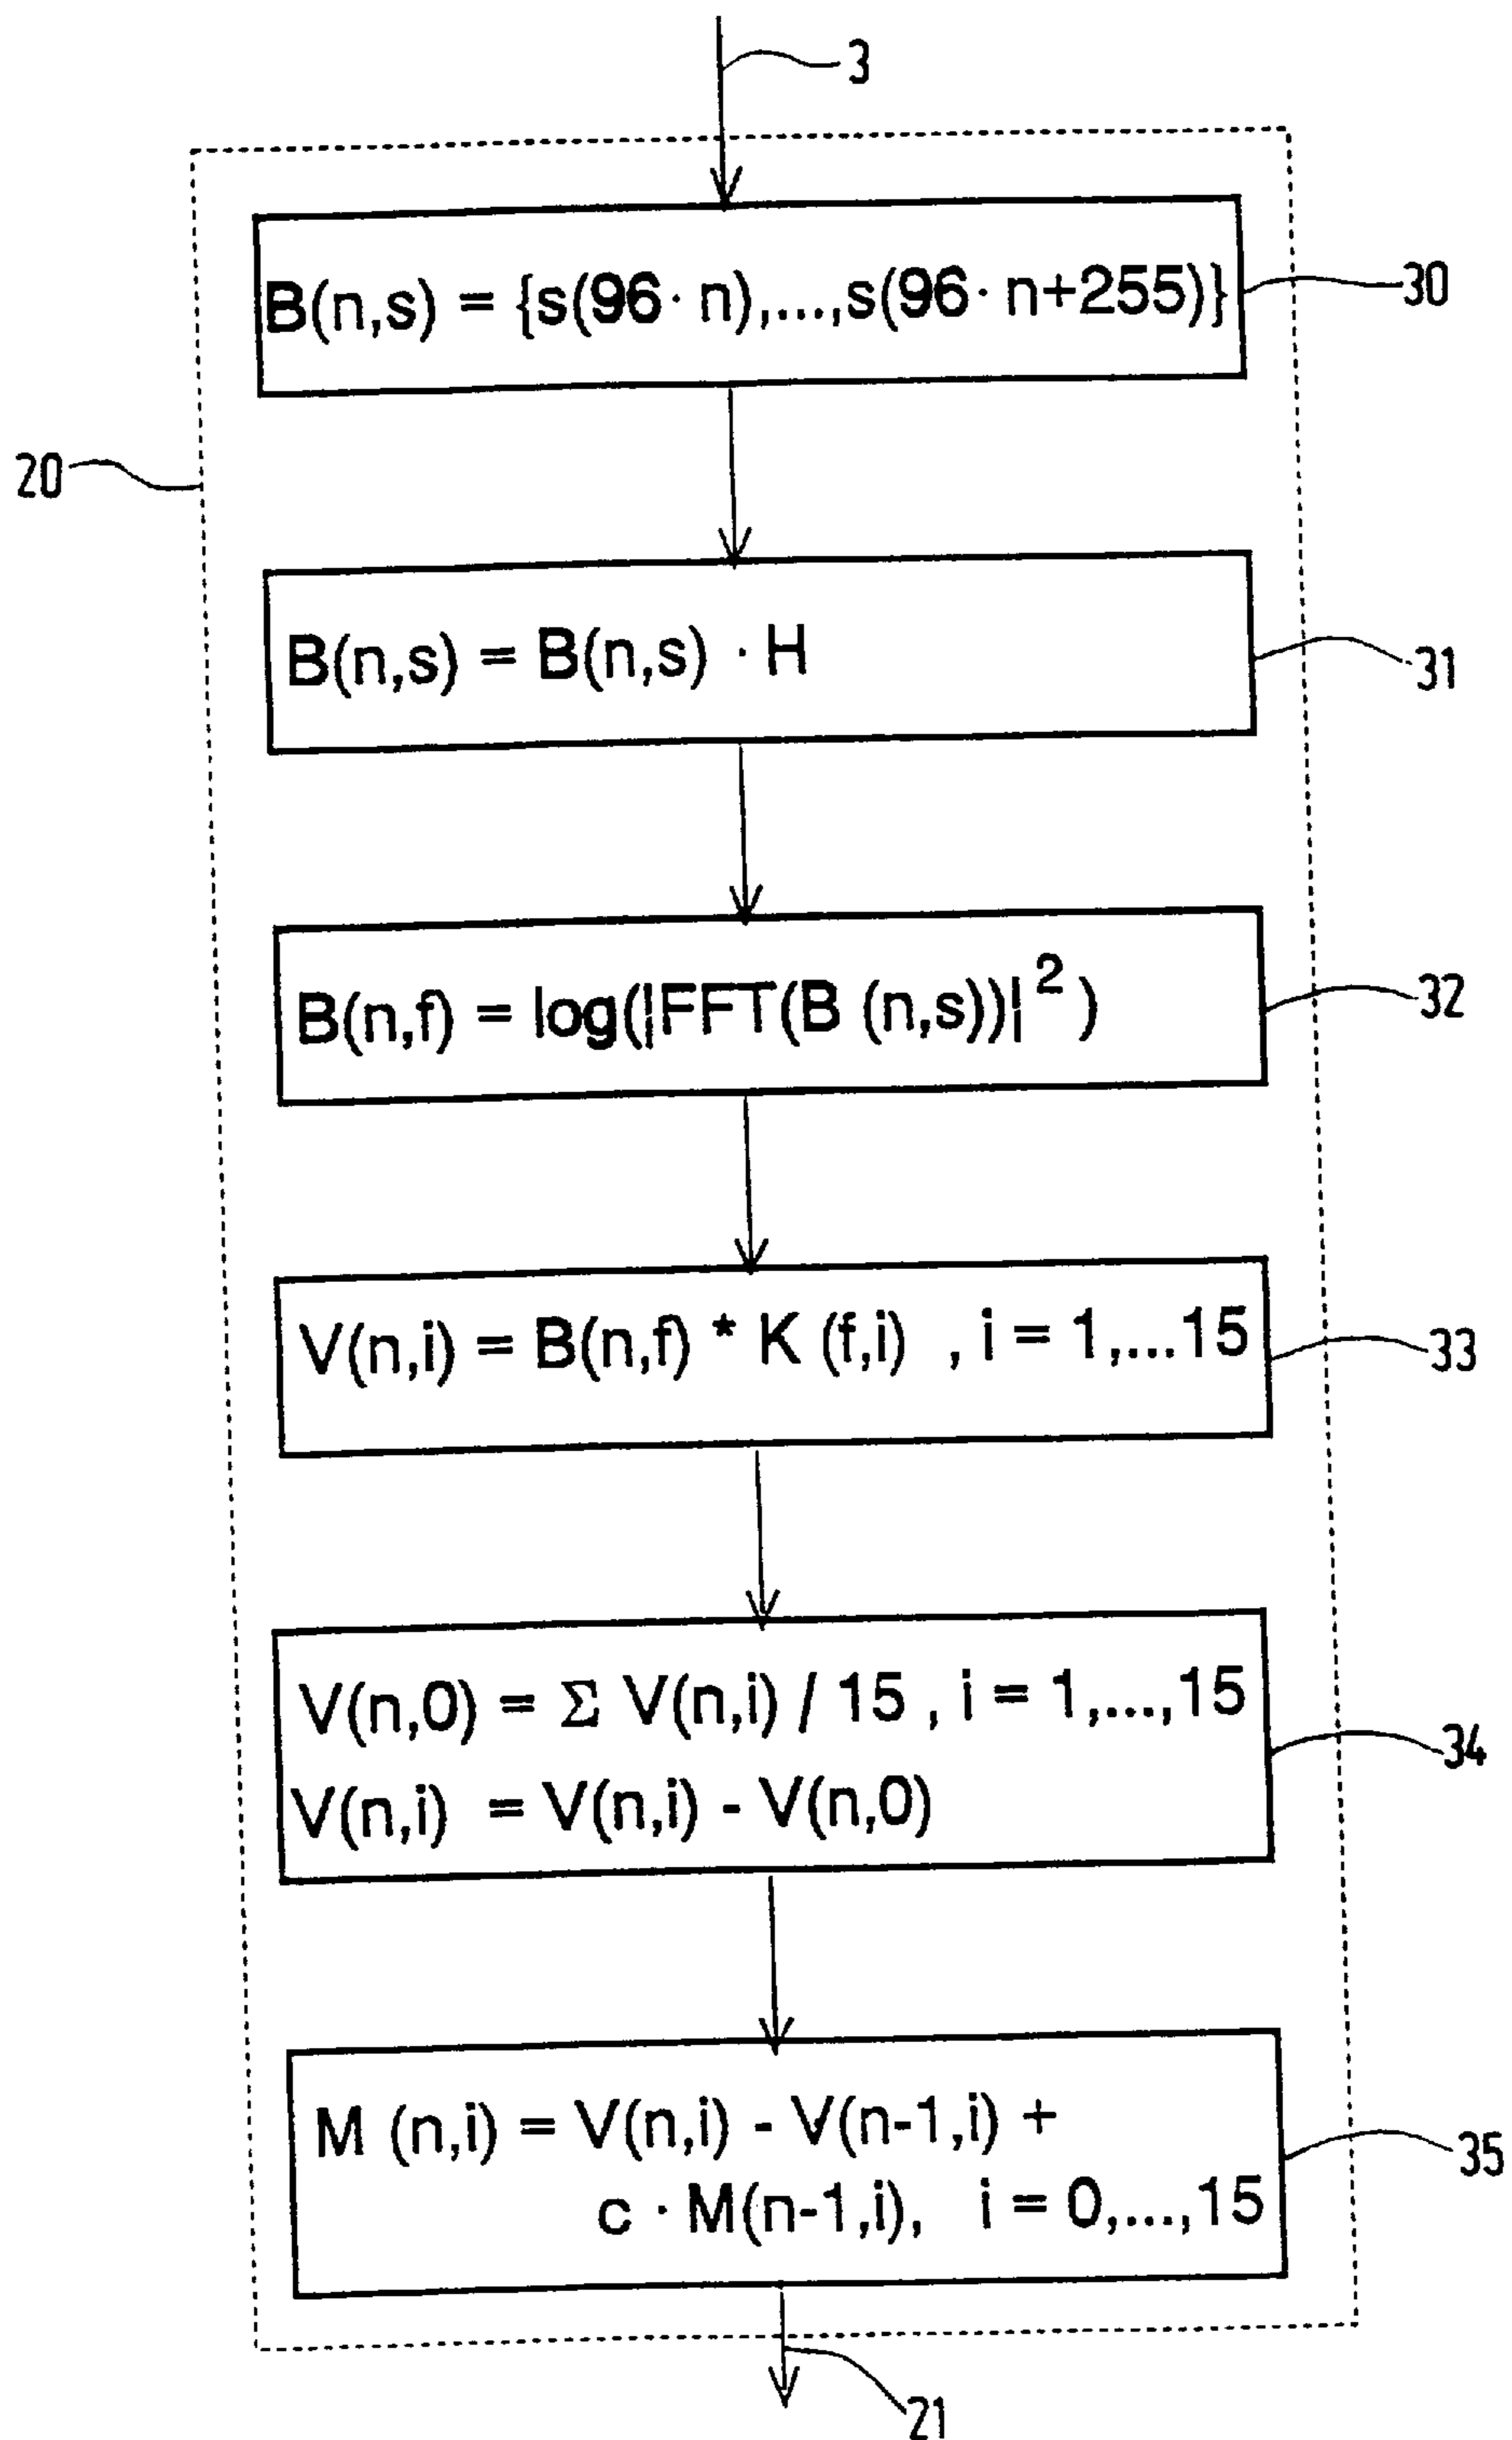 3
B(n,s) = {s(96· n),...,s(96· n+255)}
30
20
B(n,s) = B(n,s) · H
31
B(n,f) = log(|FFT(B (n,s))|² )
32
V(n,i) = B(n,f) * K (f,i) , i = 1,...15
33
V(n,0) = Σ V(n,i) / 15 , i = 1,...,15
V(n,i) = V(n,i) - V(n,0)
34
M (n,i) = V(n,i) - V(n-1,i) +
c · M(n-1,i), i = 0,...,15
35
21